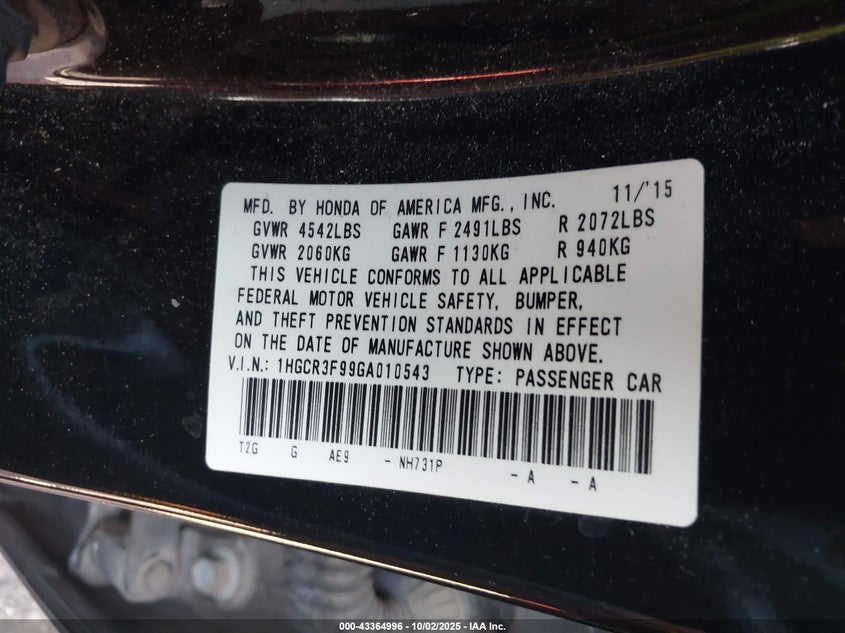 MFD. BY HONDA OF AMERICA MFG., INC. 11/'15
GVWR 4542LBS GAWR F 2491LBS R 2072LBS
GVWR 2060KG GAWR F 1130KG R 940KG
THIS VEHICLE CONFORMS TO ALL APPLICABLE
FEDERAL MOTOR VEHICLE SAFETY, BUMPER,
AND THEFT PREVENTION STANDARDS IN EFFECT
ON THE DATE OF MANUFACTURE SHOWN ABOVE.
V.I.N.: 1HGCR3F99GA010543 TYPE: PASSENGER CAR
T2G G AE9 - NH731P - A - A
000-43364996 - 10/02/2025 - IAA Inc.